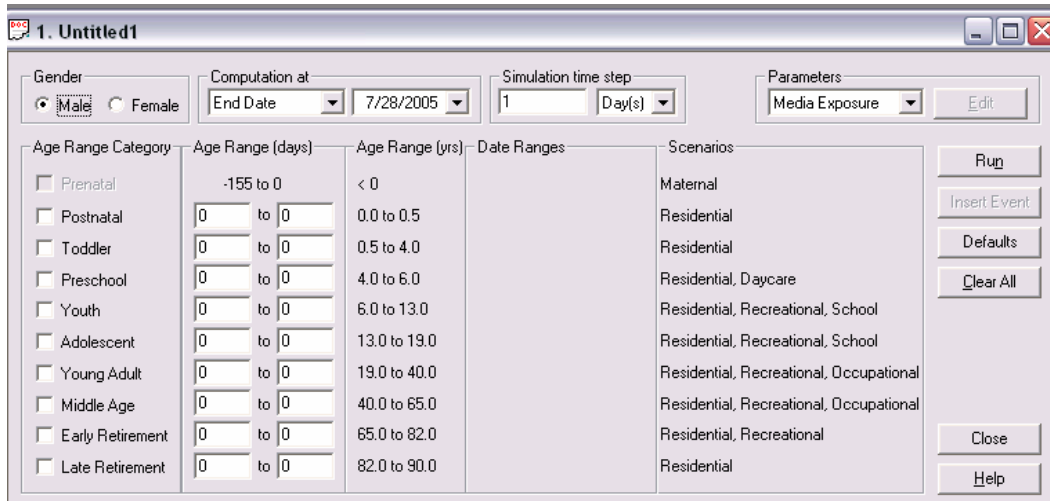 1. Untitled1
Gender
Male Female
Computation at
End Date 7/28/2005
Simulation time step
1 Day(s)
Parameters
Media Exposure Edit
Age Range Category Age Range (days) Age Range (yrs) Date Ranges Scenarios
Prenatal -155 to 0 < 0 Maternal
Postnatal 0 to 0 0.0 to 0.5 Residential
Toddler 0 to 0 0.5 to 4.0 Residential
Preschool 0 to 0 4.0 to 6.0 Residential, Daycare
Youth 0 to 0 6.0 to 13.0 Residential, Recreational, School
Adolescent 0 to 0 13.0 to 19.0 Residential, Recreational, School
Young Adult 0 to 0 19.0 to 40.0 Residential, Recreational, Occupational
Middle Age 0 to 0 40.0 to 65.0 Residential, Recreational, Occupational
Early Retirement 0 to 0 65.0 to 82.0 Residential, Recreational
Late Retirement 0 to 0 82.0 to 90.0 Residential
Run
Insert Event
Defaults
Clear All
Close
Help